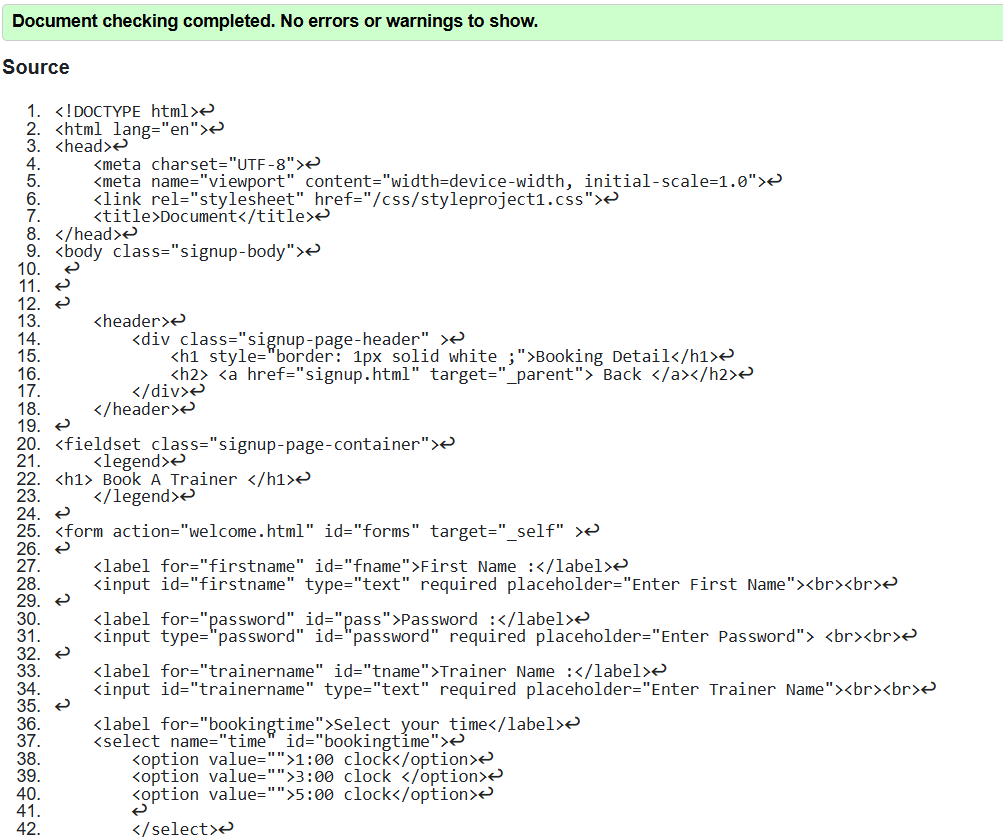 Document checking completed. No errors or warnings to show.
Source
1. <!DOCTYPE html>↩
2. <html lang="en">↩
3. <head>↩
4.     <meta charset="UTF-8">↩
5.     <meta name="viewport" content="width=device-width, initial-scale=1.0">↩
6.     <link rel="stylesheet" href="/css/styleproject1.css">↩
7.     <title>Document</title>↩
8. </head>↩
9. <body class="signup-body">↩
10.  ↩
11. ↩
12. ↩
13.     <header>↩
14.         <div class="signup-page-header" >↩
15.             <h1 style="border: 1px solid white ;">Booking Detail</h1>↩
16.             <h2> <a href="signup.html" target="_parent"> Back </a></h2>↩
17.         </div>↩
18.     </header>↩
19. ↩
20. <fieldset class="signup-page-container">↩
21.     <legend>↩
22. <h1> Book A Trainer </h1>↩
23.     </legend>↩
24. ↩
25. <form action="welcome.html" id="forms" target="_self" >↩
26. ↩
27.     <label for="firstname" id="fname">First Name :</label>↩
28.     <input id="firstname" type="text" required placeholder="Enter First Name"><br><br>↩
29. ↩
30.     <label for="password" id="pass">Password :</label>↩
31.     <input type="password" id="password" required placeholder="Enter Password"> <br><br>↩
32. ↩
33.     <label for="trainername" id="tname">Trainer Name :</label>↩
34.     <input id="trainername" type="text" required placeholder="Enter Trainer Name"><br><br>↩
35. ↩
36.     <label for="bookingtime">Select your time</label>↩
37.     <select name="time" id="bookingtime">↩
38.         <option value="">1:00 clock</option>↩
39.         <option value="">3:00 clock </option>↩
40.         <option value="">5:00 clock</option>↩
41.         ↩
42.         </select>↩